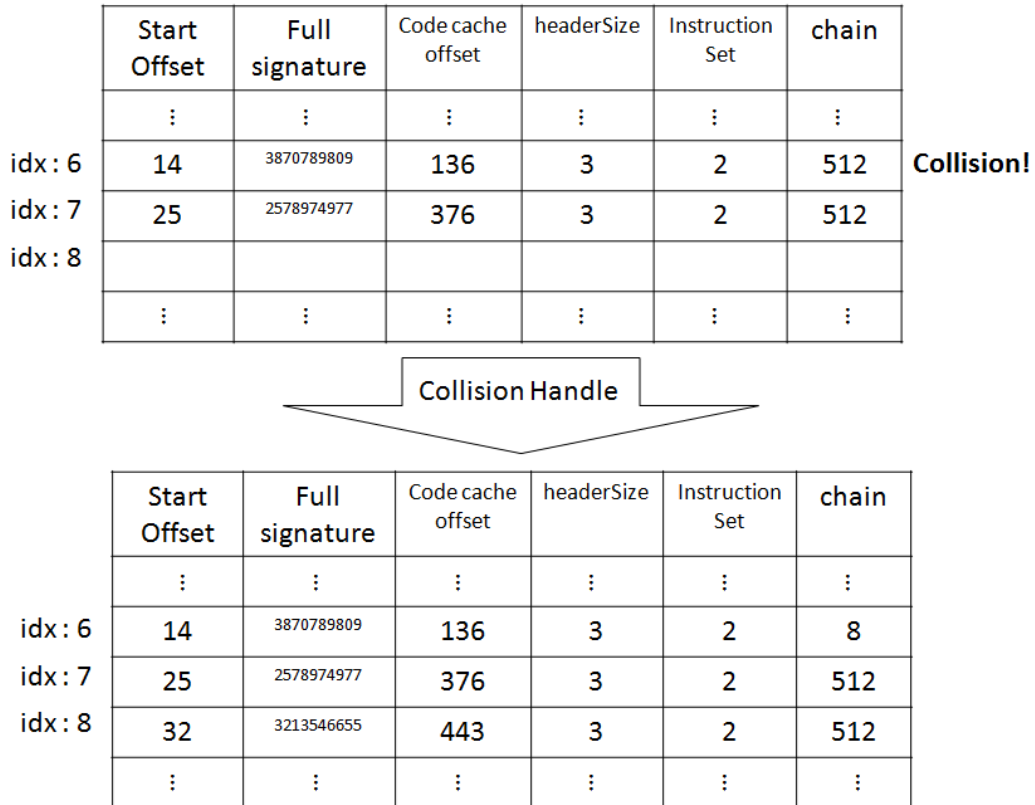 Start Offset Full signature Code cache offset headerSize Instruction Set chain
⋮ ⋮ ⋮ ⋮ ⋮ ⋮
idx : 6 14 3870789809 136 3 2 512 Collision!
idx : 7 25 2578974977 376 3 2 512
idx : 8
⋮ ⋮ ⋮ ⋮ ⋮ ⋮
Collision Handle
Start Offset Full signature Code cache offset headerSize Instruction Set chain
⋮ ⋮ ⋮ ⋮ ⋮ ⋮
idx : 6 14 3870789809 136 3 2 8
idx : 7 25 2578974977 376 3 2 512
idx : 8 32 3213546655 443 3 2 512
⋮ ⋮ ⋮ ⋮ ⋮ ⋮